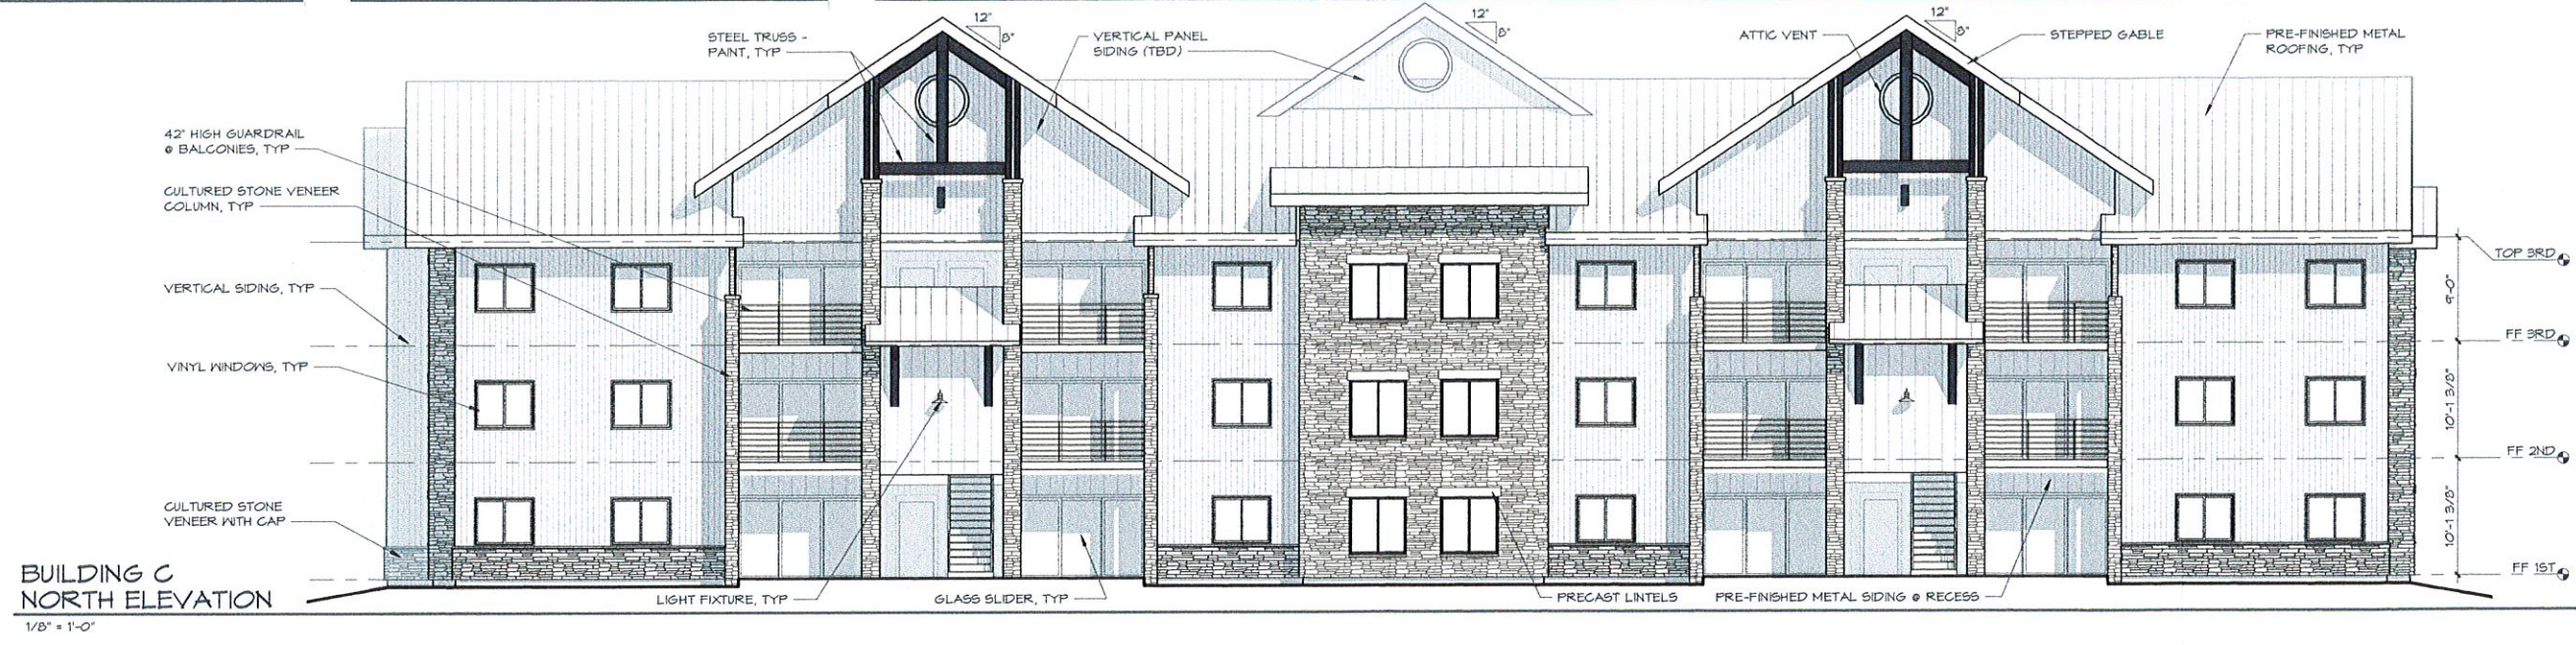 12"
8"
12"
8"
12"
8"
STEEL TRUSS -
PAINT, TYP
VERTICAL PANEL
SIDING (TBD)
ATTIC VENT
STEPPED GABLE
PRE-FINISHED METAL
ROOFING, TYP
42" HIGH GUARDRAIL
@ BALCONIES, TYP
CULTURED STONE VENEER
COLUMN, TYP
VERTICAL SIDING, TYP
VINYL WINDOWS, TYP
CULTURED STONE
VENEER WITH CAP
TOP 3RD
9'-0"
FF 3RD
10'-1 3/8"
FF 2ND
10'-1 3/8"
FF 1ST
LIGHT FIXTURE, TYP
GLASS SLIDER, TYP
PRECAST LINTELS
PRE-FINISHED METAL SIDING @ RECESS
BUILDING C
NORTH ELEVATION
1/8" = 1'-0"